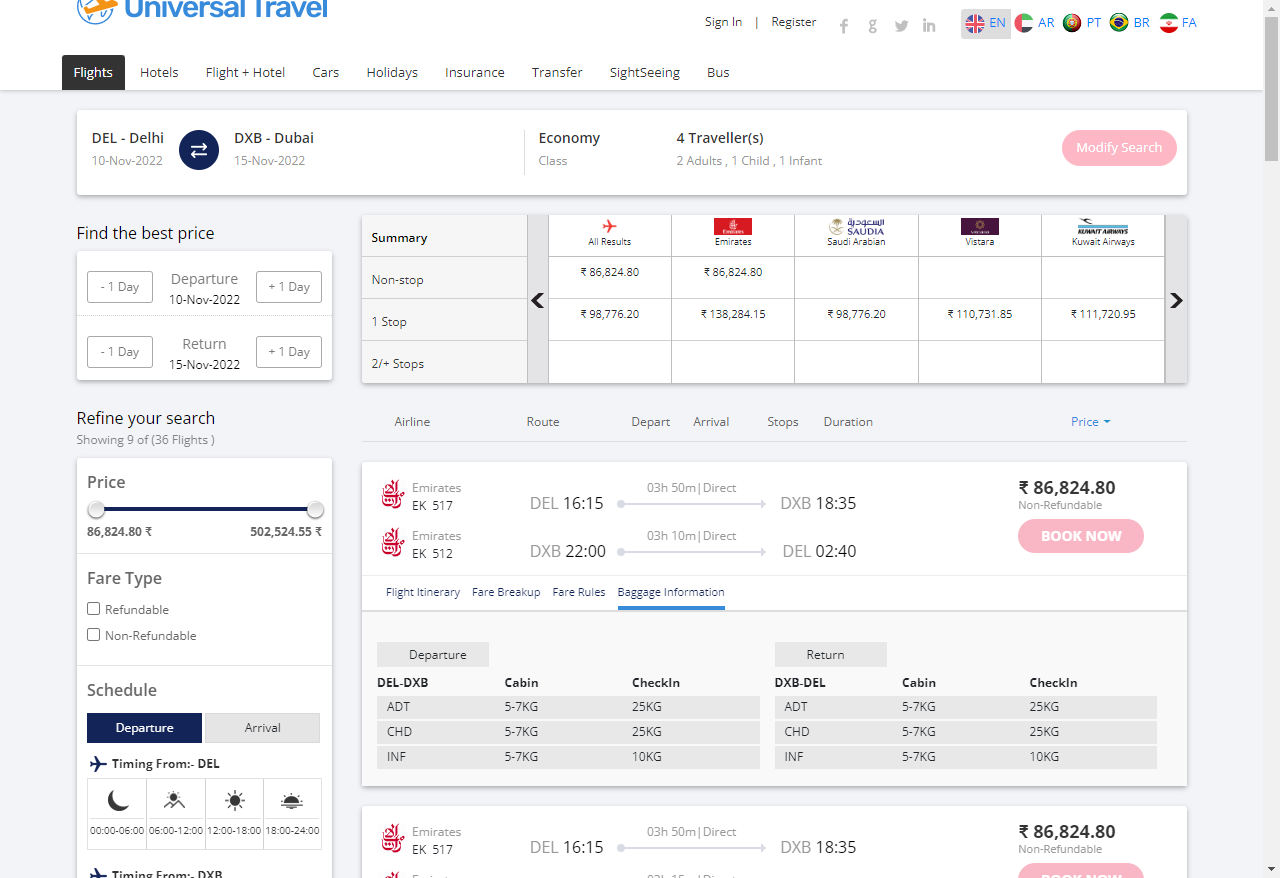 Universal Travel
Sign In | Register
EN AR PT BR FA
Flights Hotels Flight + Hotel Cars Holidays Insurance Transfer SightSeeing Bus
DEL - Delhi DXB - Dubai Economy 4 Traveller(s)
10-Nov-2022 15-Nov-2022 Class 2 Adults , 1 Child , 1 Infant
Modify Search
Find the best price
- 1 Day Departure + 1 Day
10-Nov-2022
- 1 Day Return + 1 Day
15-Nov-2022
Summary All Results Emirates Saudi Arabian Vistara Kuwait Airways
Non-stop ₹ 86,824.80 ₹ 86,824.80
1 Stop ₹ 98,776.20 ₹ 138,284.15 ₹ 98,776.20 ₹ 110,731.85 ₹ 111,720.95
2/+ Stops
Refine your search
Showing 9 of (36 Flights )
Price
86,824.80 ₹ 502,524.55 ₹
Fare Type
Refundable
Non-Refundable
Schedule
Departure Arrival
Timing From:- DEL
00:00-06:00 06:00-12:00 12:00-18:00 18:00-24:00
Timing From:- DXB
Airline Route Depart Arrival Stops Duration Price
Emirates 03h 50m|Direct ₹ 86,824.80
EK 517 DEL 16:15 DXB 18:35 Non-Refundable
Emirates 03h 10m|Direct BOOK NOW
EK 512 DXB 22:00 DEL 02:40
Flight Itinerary Fare Breakup Fare Rules Baggage Information
Departure Return
DEL-DXB Cabin CheckIn DXB-DEL Cabin CheckIn
ADT 5-7KG 25KG ADT 5-7KG 25KG
CHD 5-7KG 25KG CHD 5-7KG 25KG
INF 5-7KG 10KG INF 5-7KG 10KG
Emirates 03h 50m|Direct ₹ 86,824.80
EK 517 DEL 16:15 DXB 18:35 Non-Refundable
Emirates 03h 15m|Direct BOOK NOW